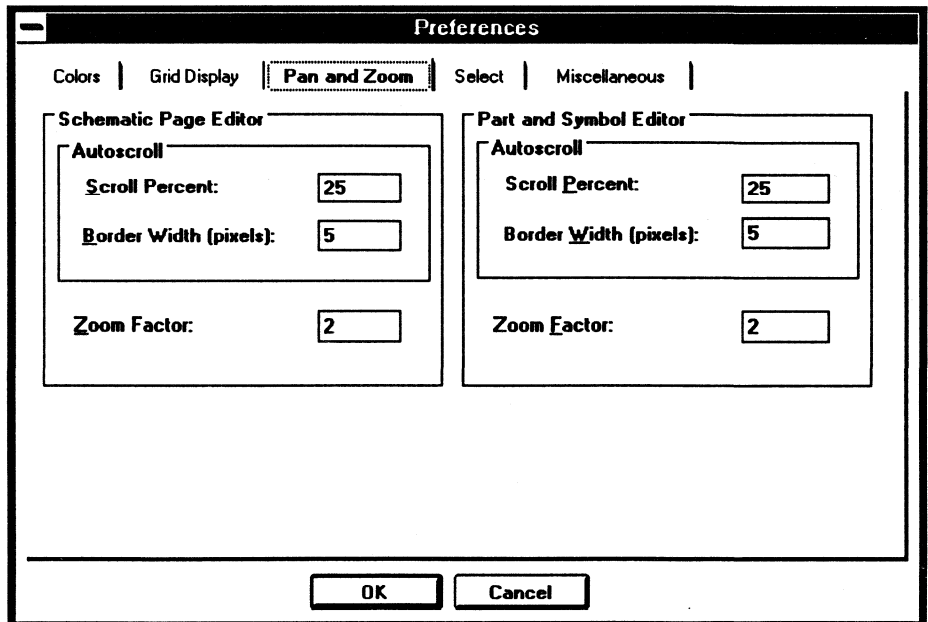 Preferences
Colors Grid Display Pan and Zoom Select Miscellaneous
Schematic Page Editor
Autoscroll
Scroll Percent: 25
Border Width (pixels): 5
Zoom Factor: 2
Part and Symbol Editor
Autoscroll
Scroll Percent: 25
Border Width (pixels): 5
Zoom Factor: 2
OK Cancel